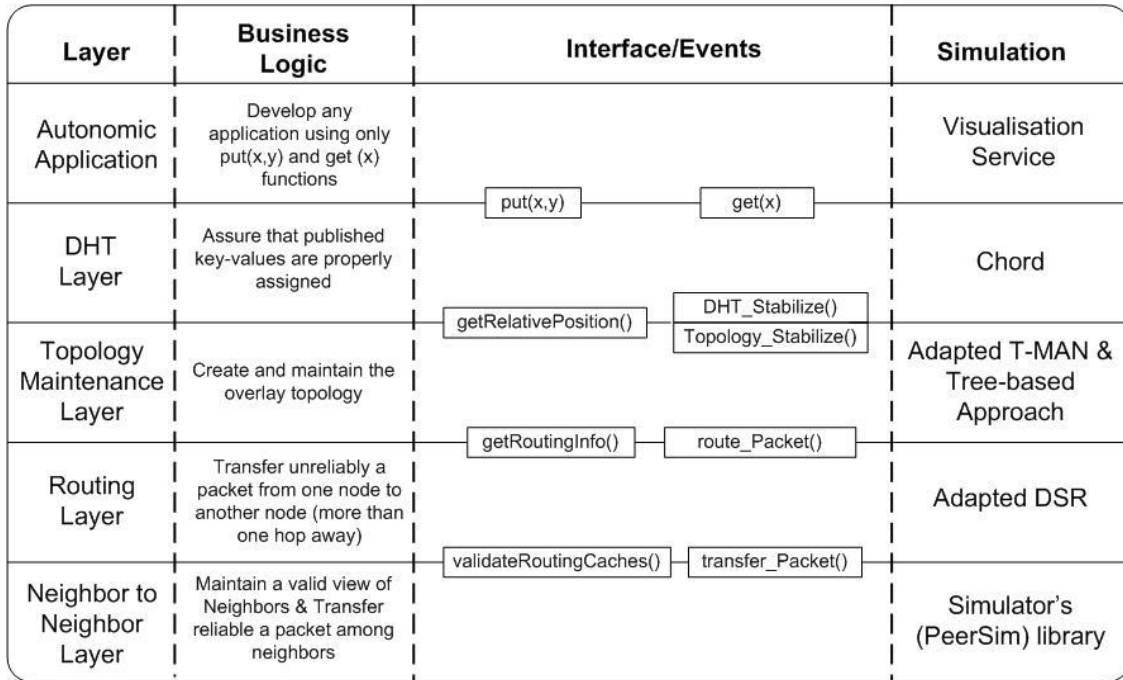 Layer
Business
Logic
Interface/Events
Simulation
Autonomic
Application
Develop any
application using only
put(x,y) and get (x)
functions
Visualisation
Service
put(x,y)
get(x)
DHT
Layer
Assure that published
key-values are properly
assigned
Chord
getRelativePosition()
DHT_Stabilize()
Topology_Stabilize()
Topology
Maintenance
Layer
Create and maintain the
overlay topology
Adapted T-MAN &
Tree-based
Approach
getRoutingInfo()
route_Packet()
Routing
Layer
Transfer unreliably a
packet from one node to
another node (more than
one hop away)
Adapted DSR
validateRoutingCaches()
transfer_Packet()
Neighbor to
Neighbor
Layer
Maintain a valid view of
Neighbors & Transfer
reliable a packet among
neighbors
Simulator's
(PeerSim) library